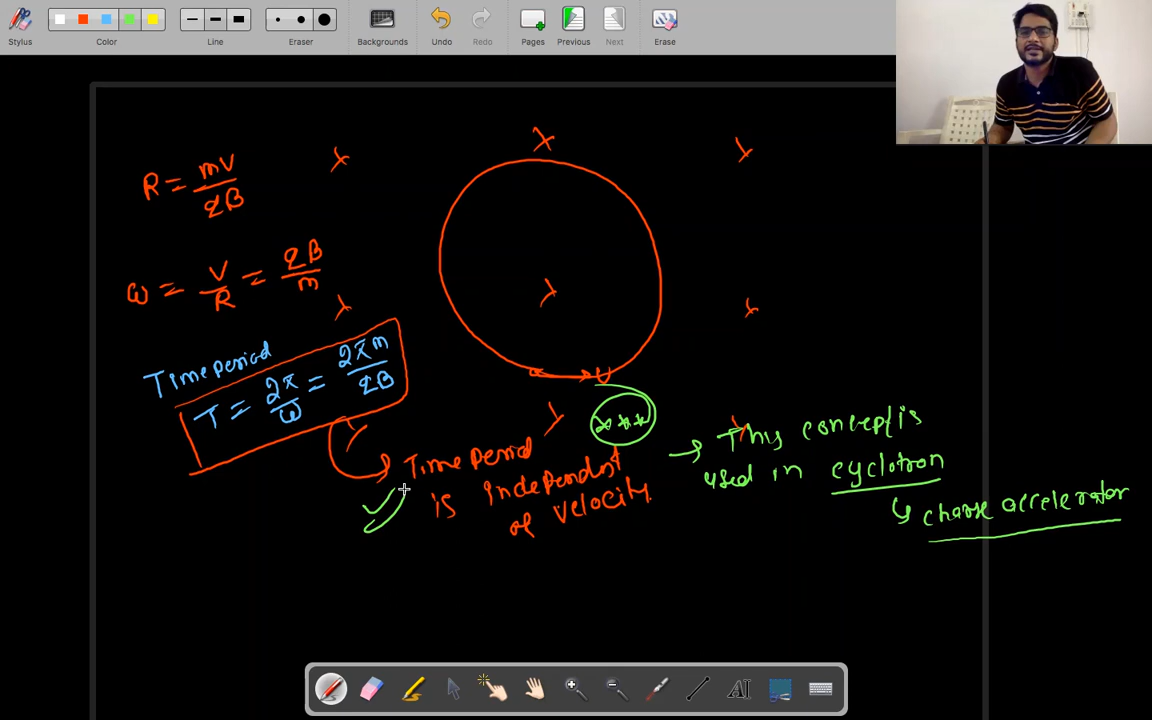 Stylus
Color
Line
Eraser
Backgrounds
Undo
Redo
Pages
Previous
Next
Erase
R = mV/qB
ω = V/R = qB/m
Time period
T = 2π/ω = 2πm/qB
v
Time period
is independent
of velocity.
→ This concept is
used in cyclotron
↳ charge accelerator